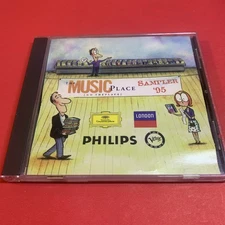 THE MUSIC PLACE
SAMPLER '95
LONDON
PHILIPS
Verve